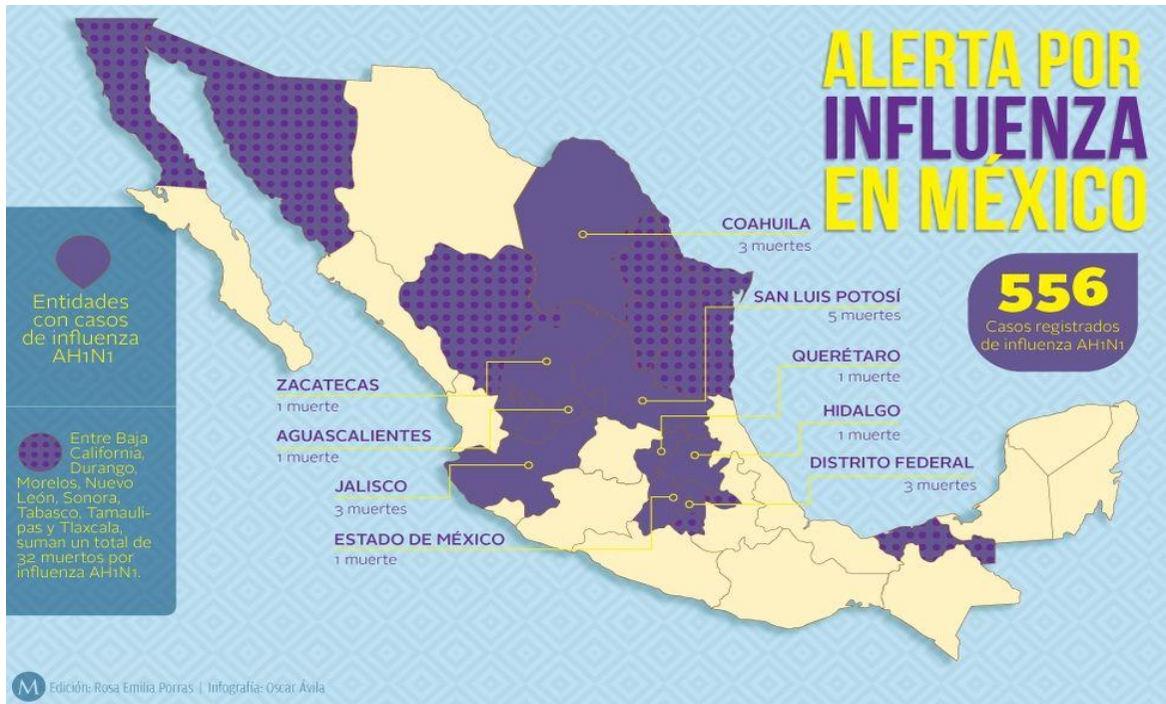 ALERTA POR
INFLUENZA
EN MÉXICO
556
Casos registrados
de influenza AH1N1
COAHUILA
3 muertes
SAN LUIS POTOSÍ
5 muertes
QUERÉTARO
1 muerte
HIDALGO
1 muerte
DISTRITO FEDERAL
3 muertes
ZACATECAS
1 muerte
AGUASCALIENTES
1 muerte
JALISCO
3 muertes
ESTADO DE MÉXICO
1 muerte
Entidades
con casos
de influenza
AH1N1
Entre Baja
California,
Durango,
Morelos, Nuevo
León, Sonora,
Tabasco, Tamauli-
pas y Tlaxcala,
suman un total de
32 muertos por
influenza AH1N1.
M Edición: Rosa Emilia Porras | Infografía: Oscar Ávila